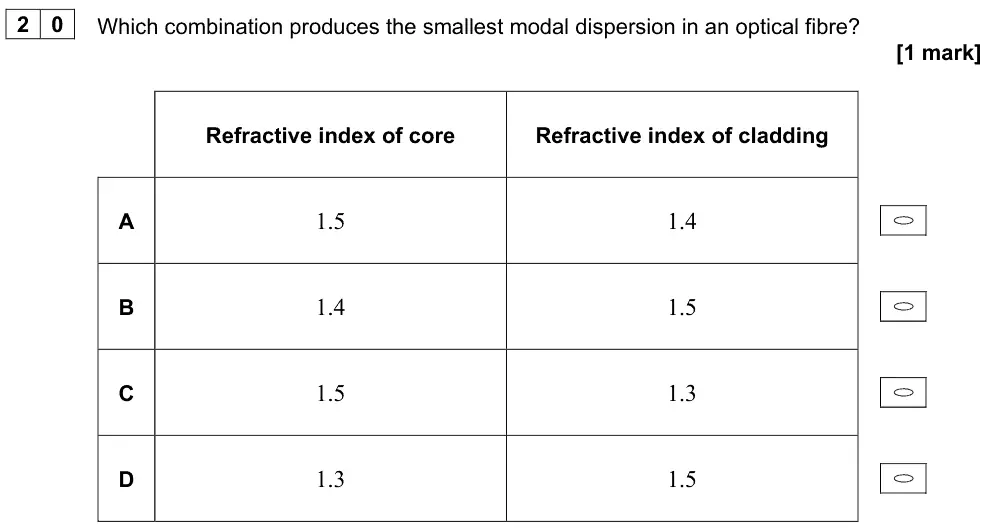 2 0 Which combination produces the smallest modal dispersion in an optical fibre?
[1 mark]
Refractive index of core Refractive index of cladding
A 1.5 1.4
B 1.4 1.5
C 1.5 1.3
D 1.3 1.5